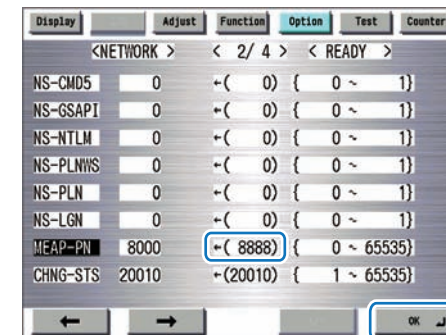 Display Adjust Function Option Test Counter
<NETWORK > < 2/ 4 > < READY >
NS-CMD5 0 ←( 0) { 0 ~ 1}
NS-GSAPI 0 ←( 0) { 0 ~ 1}
NS-NTLM 0 ←( 0) { 0 ~ 1}
NS-PLNWS 0 ←( 0) { 0 ~ 1}
NS-PLN 0 ←( 0) { 0 ~ 1}
NS-LGN 0 ←( 0) { 0 ~ 1}
MEAP-PN 8000 ←( 8888) { 0 ~ 65535}
CHNG-STS 20010 ←(20010) { 1 ~ 65535}
← → OK